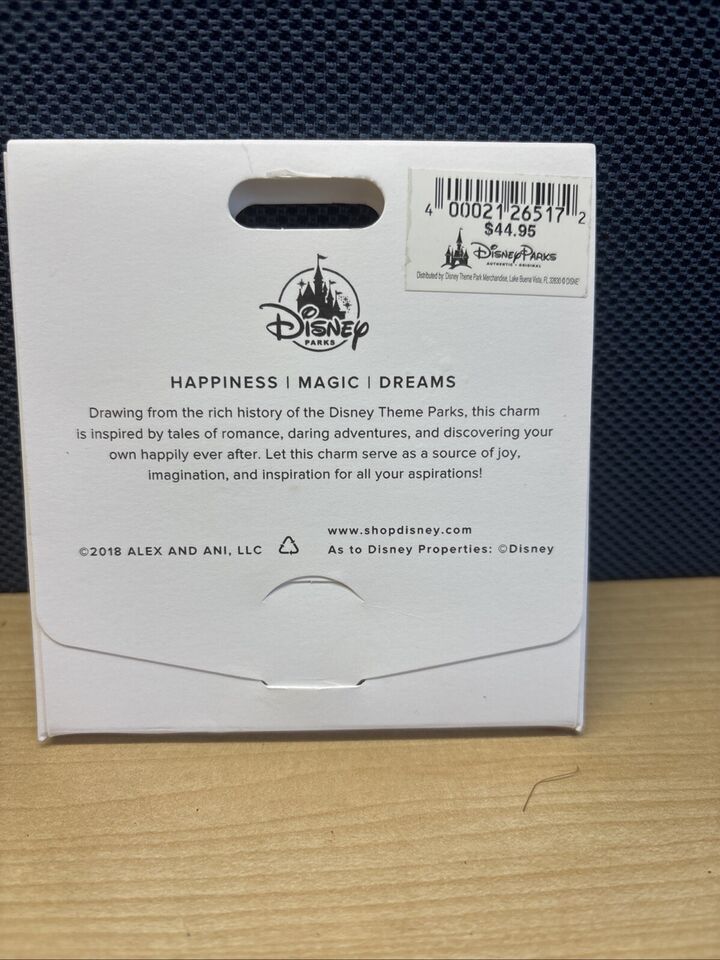 4 00021 26517 2
$44.95
Disney Parks
AUTHENTIC • ORIGINAL
Distributed by: Disney Theme Park Merchandise, Lake Buena Vista, FL 32830 © DISNEY
Disney
PARKS
HAPPINESS | MAGIC | DREAMS
Drawing from the rich history of the Disney Theme Parks, this charm
is inspired by tales of romance, daring adventures, and discovering your
own happily ever after. Let this charm serve as a source of joy,
imagination, and inspiration for all your aspirations!
www.shopdisney.com
©2018 ALEX AND ANI, LLC As to Disney Properties: ©Disney